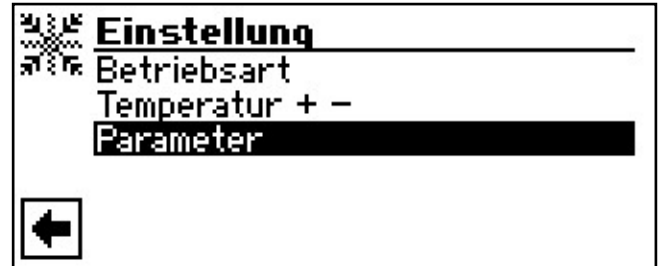 Einstellung
Betriebsart
Temperatur + −
Parameter